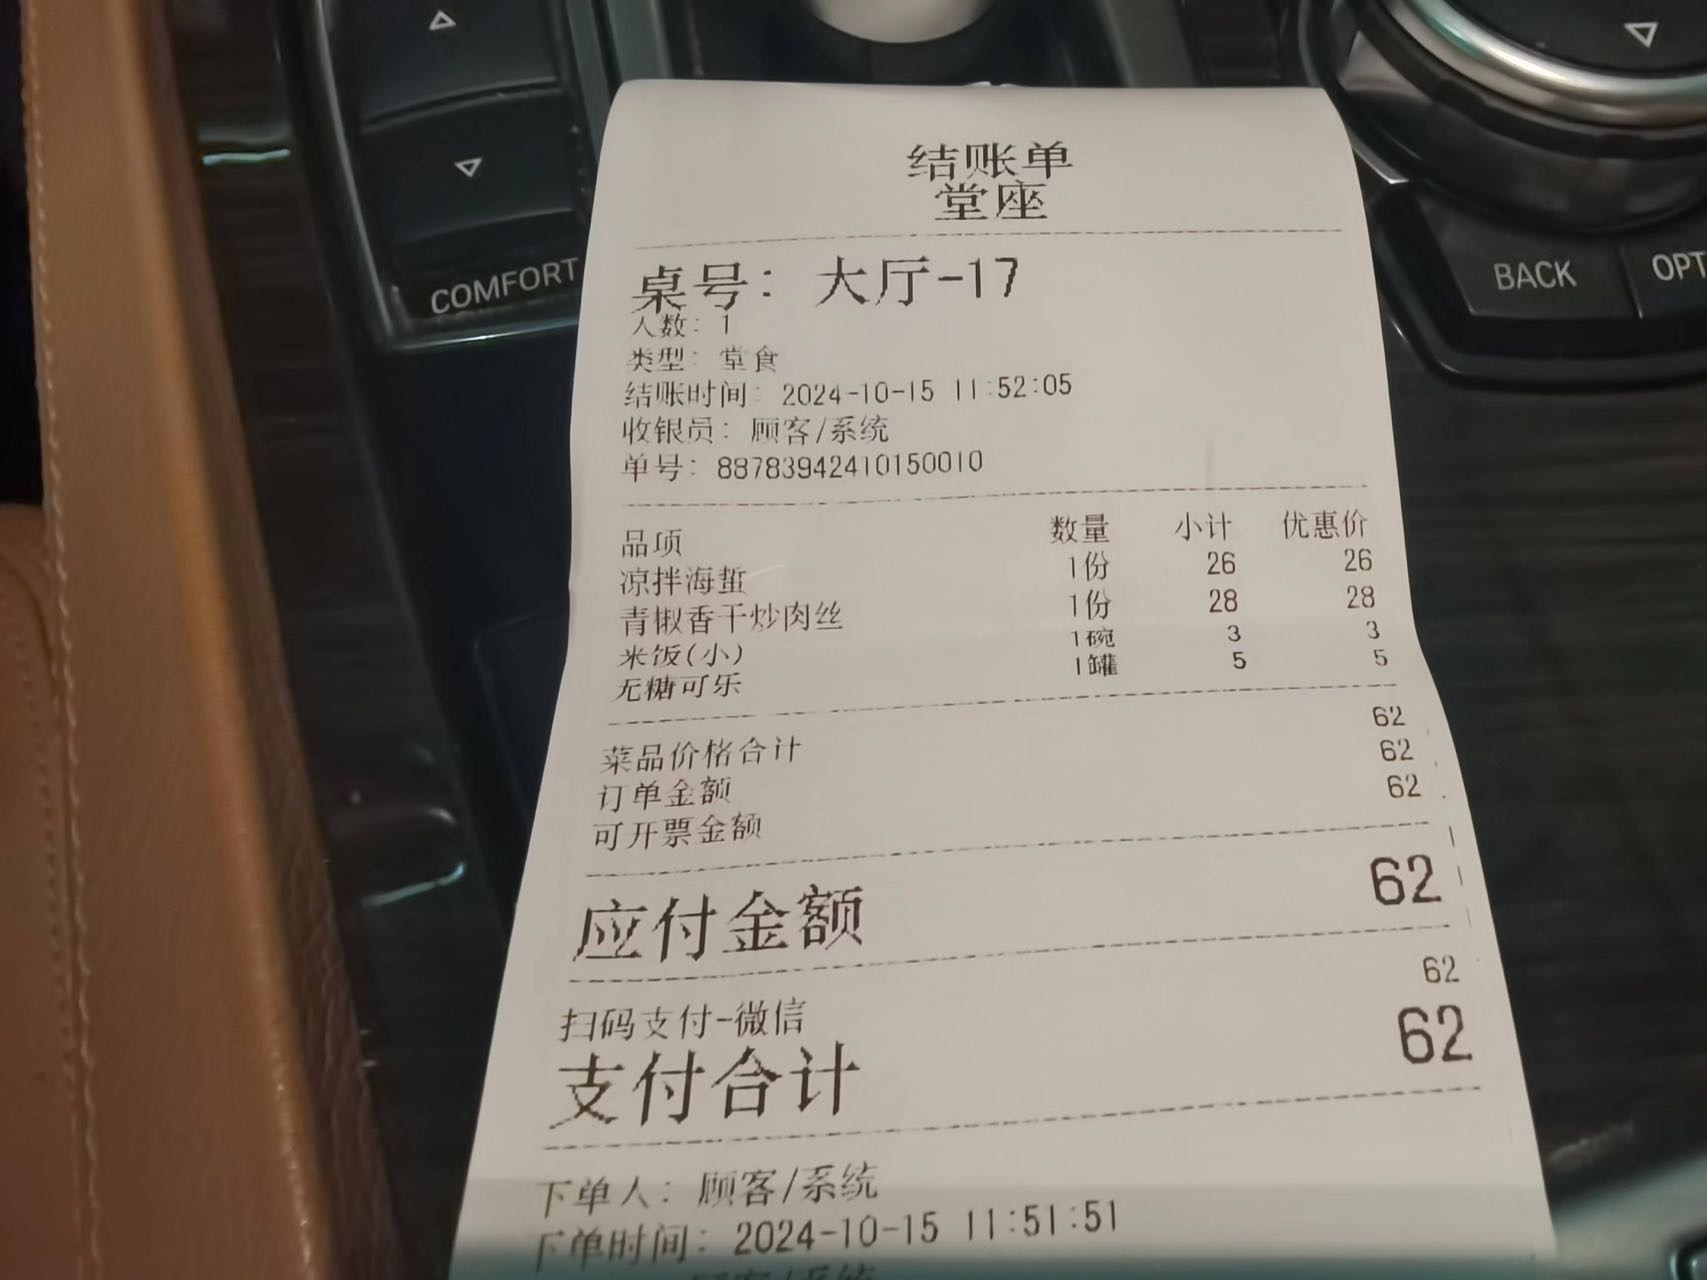 COMFORT
BACK
OPT
结账单
堂座
桌号: 大厅-17
人数: 1
类型: 堂食
结账时间: 2024-10-15 11:52:05
收银员: 顾客/系统
单号: 88783942410150010
品项 数量 小计 优惠价
凉拌海蜇 1份 26 26
青椒香干炒肉丝 1份 28 28
米饭(小) 1碗 3 3
无糖可乐 1罐 5 5
菜品价格合计 62
订单金额 62
可开票金额 62
应付金额 62
扫码支付-微信 62
支付合计 62
下单人: 顾客/系统
下单时间: 2024-10-15 11:51:51
顾客/系统